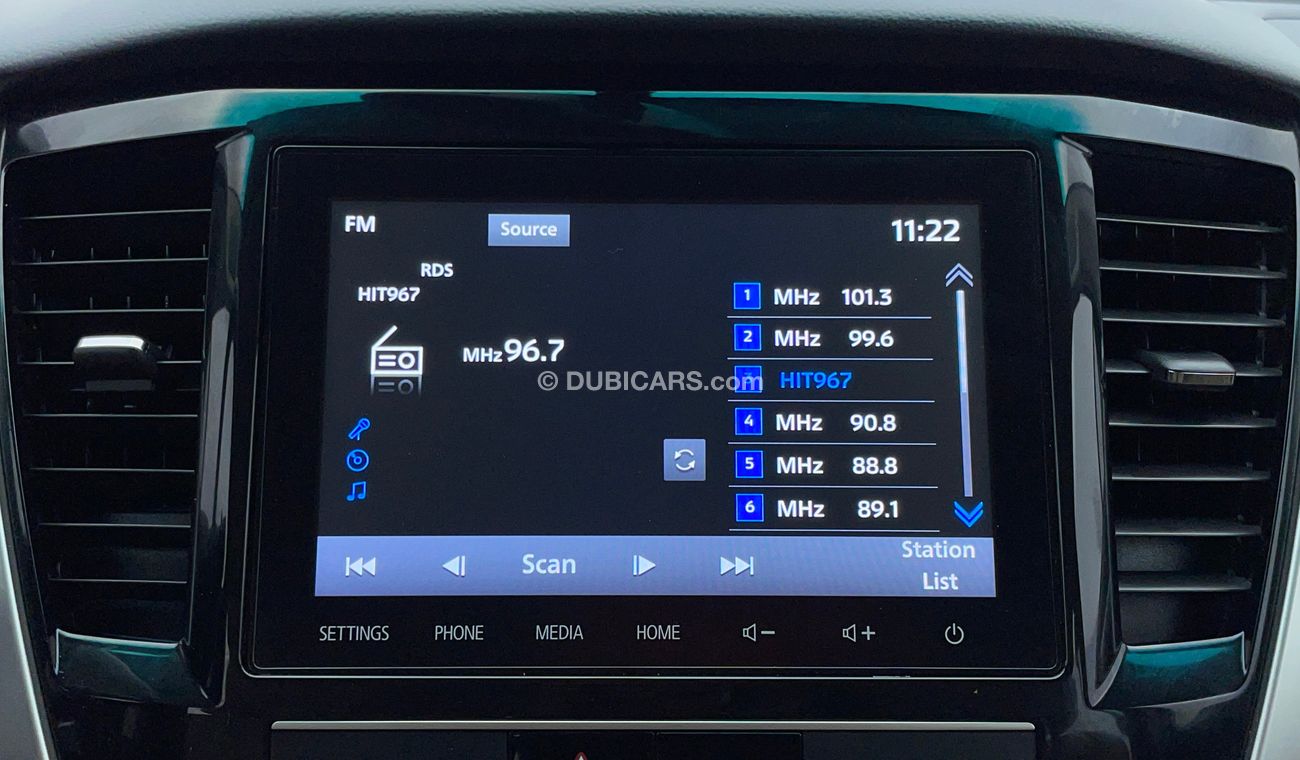 FM
Source
11:22
RDS
HIT967
MHz 96.7
1 MHz 101.3
2 MHz 99.6
3 HIT967
4 MHz 90.8
5 MHz 88.8
6 MHz 89.1
© DUBICARS.com
Scan
Station
List
SETTINGS PHONE MEDIA HOME